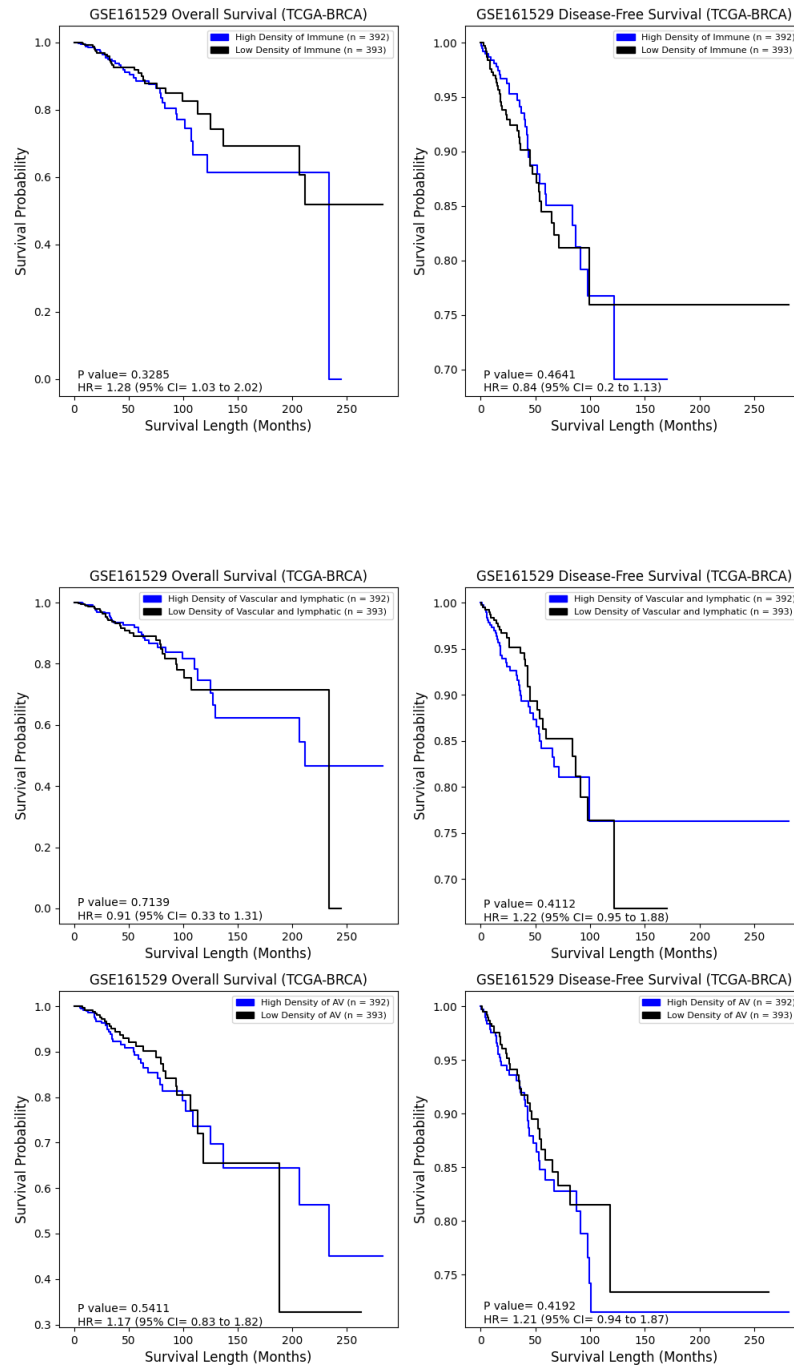 GSE161529 Overall Survival (TCGA-BRCA)
High Density of Immune (n = 392)
Low Density of Immune (n = 393)
Survival Probability
1.0
0.8
0.6
0.4
0.2
0.0
P value= 0.3285
HR= 1.28 (95% CI= 1.03 to 2.02)
0 50 100 150 200 250
Survival Length (Months)
GSE161529 Disease-Free Survival (TCGA-BRCA)
High Density of Immune (n = 392)
Low Density of Immune (n = 393)
Survival Probability
1.00
0.95
0.90
0.85
0.80
0.75
0.70
P value= 0.4641
HR= 0.84 (95% CI= 0.2 to 1.13)
0 50 100 150 200 250
Survival Length (Months)
GSE161529 Overall Survival (TCGA-BRCA)
High Density of Vascular and lymphatic (n = 392)
Low Density of Vascular and lymphatic (n = 393)
Survival Probability
1.0
0.8
0.6
0.4
0.2
0.0
P value= 0.7139
HR= 0.91 (95% CI= 0.33 to 1.31)
0 50 100 150 200 250
Survival Length (Months)
GSE161529 Disease-Free Survival (TCGA-BRCA)
High Density of Vascular and lymphatic (n = 392)
Low Density of Vascular and lymphatic (n = 393)
Survival Probability
1.00
0.95
0.90
0.85
0.80
0.75
0.70
P value= 0.4112
HR= 1.22 (95% CI= 0.95 to 1.88)
0 50 100 150 200 250
Survival Length (Months)
GSE161529 Overall Survival (TCGA-BRCA)
High Density of AV (n = 392)
Low Density of AV (n = 393)
Survival Probability
1.0
0.9
0.8
0.7
0.6
0.5
0.4
0.3
P value= 0.5411
HR= 1.17 (95% CI= 0.83 to 1.82)
0 50 100 150 200 250
Survival Length (Months)
GSE161529 Disease-Free Survival (TCGA-BRCA)
High Density of AV (n = 392)
Low Density of AV (n = 393)
Survival Probability
1.00
0.95
0.90
0.85
0.80
0.75
P value= 0.4192
HR= 1.21 (95% CI= 0.94 to 1.87)
0 50 100 150 200 250
Survival Length (Months)